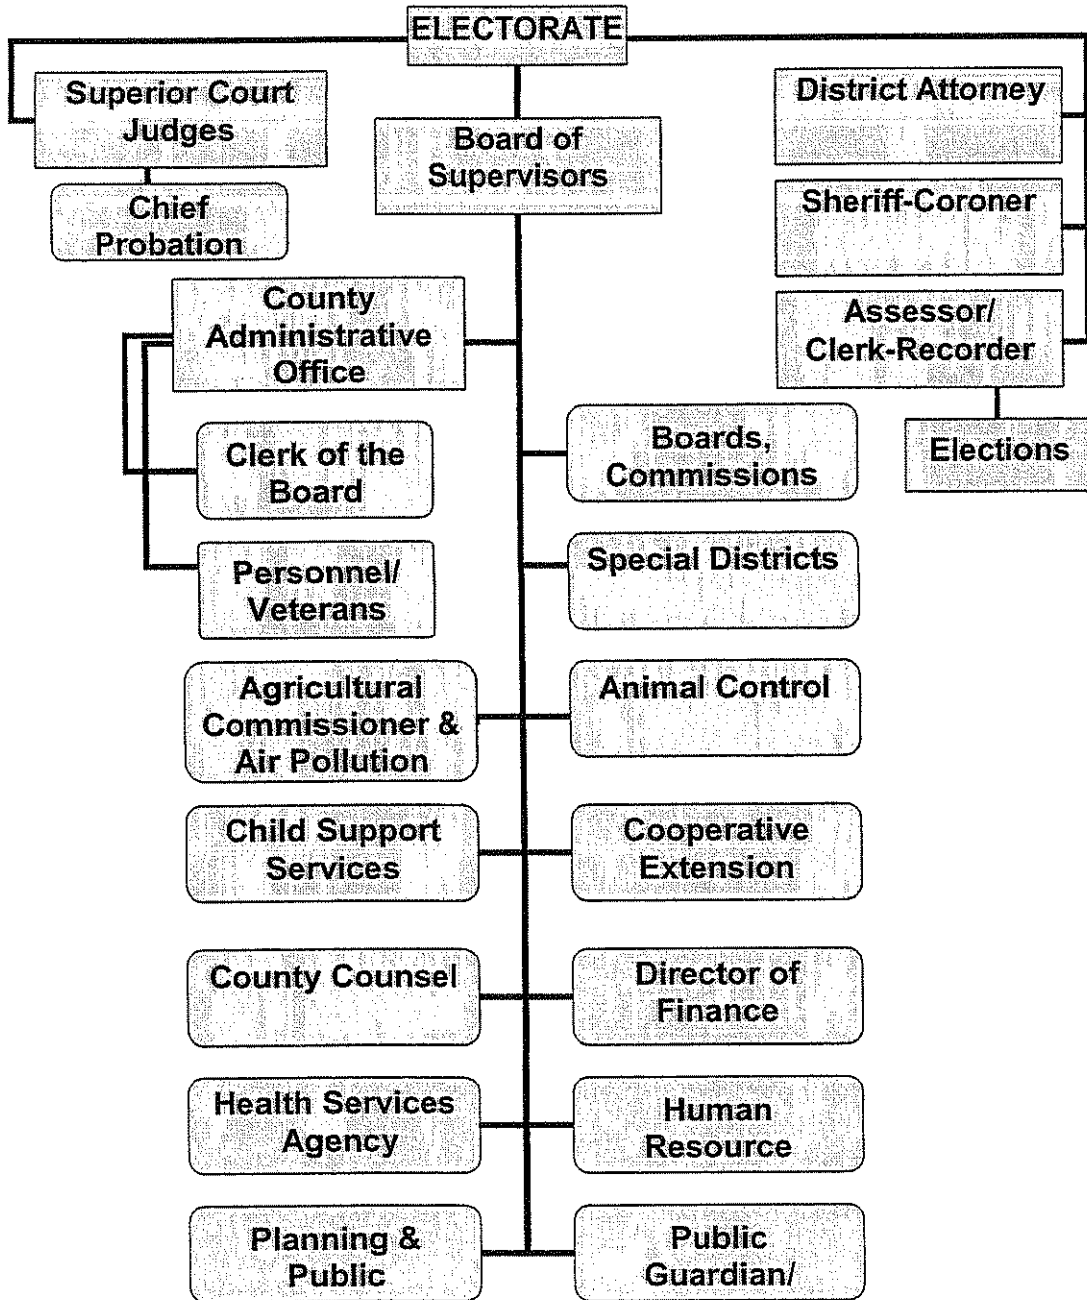 ELECTORATE
Superior Court
Judges
Board of
Supervisors
District Attorney
Chief
Probation
Sheriff-Coroner
County
Administrative
Office
Assessor/
Clerk-Recorder
Clerk of the
Board
Boards,
Commissions
Elections
Personnel/
Veterans
Special Districts
Agricultural
Commissioner &
Air Pollution
Animal Control
Child Support
Services
Cooperative
Extension
County Counsel
Director of
Finance
Health Services
Agency
Human
Resource
Planning &
Public
Public
Guardian/